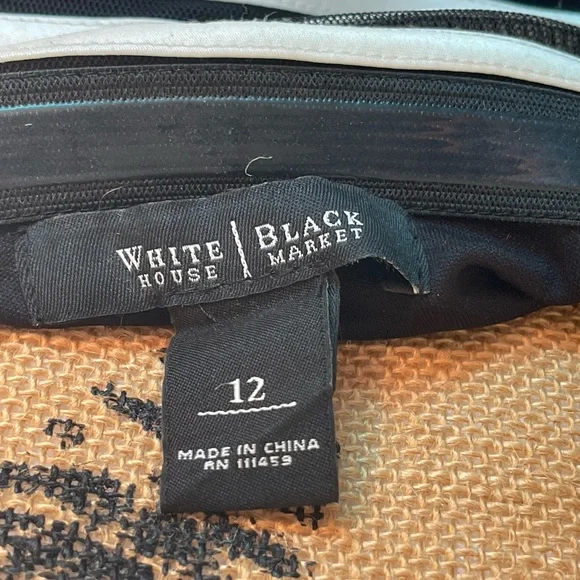 WHITE | BLACK
HOUSE | MARKET
12
MADE IN CHINA
RN 111459